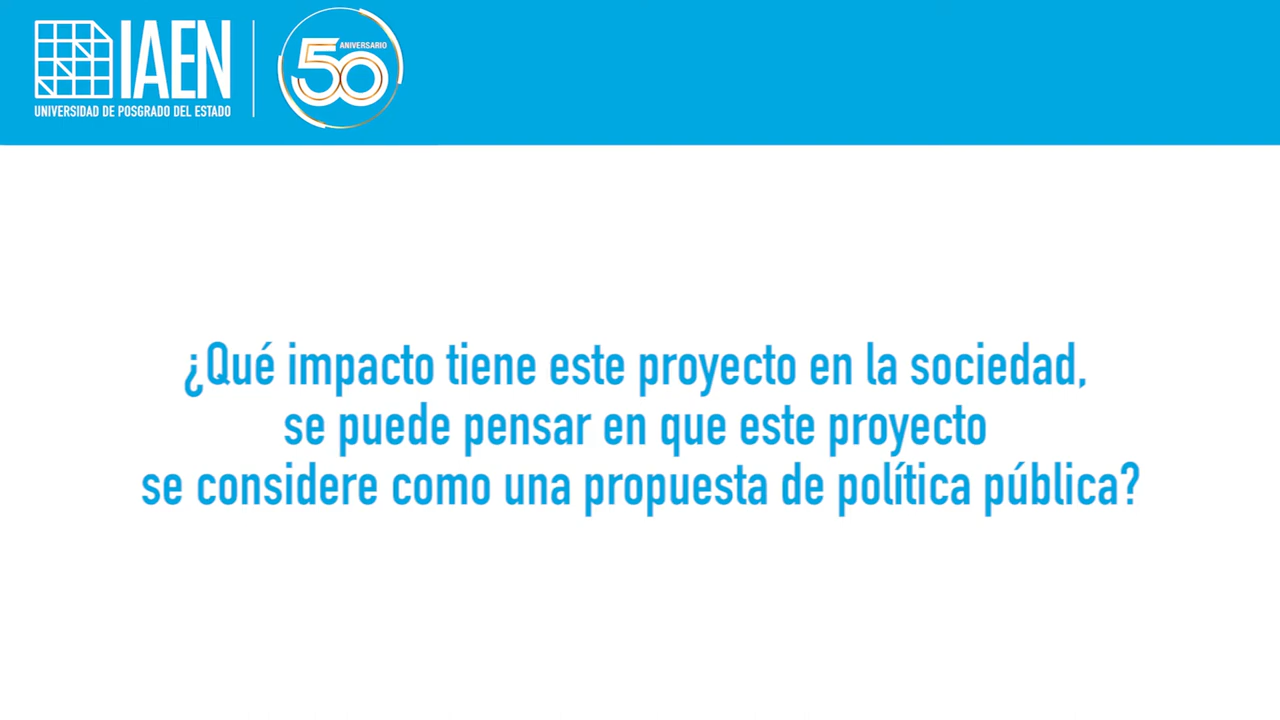 IAEN
UNIVERSIDAD DE POSGRADO DEL ESTADO
50
ANIVERSARIO
¿Qué impacto tiene este proyecto en la sociedad,
se puede pensar en que este proyecto
se considere como una propuesta de política pública?